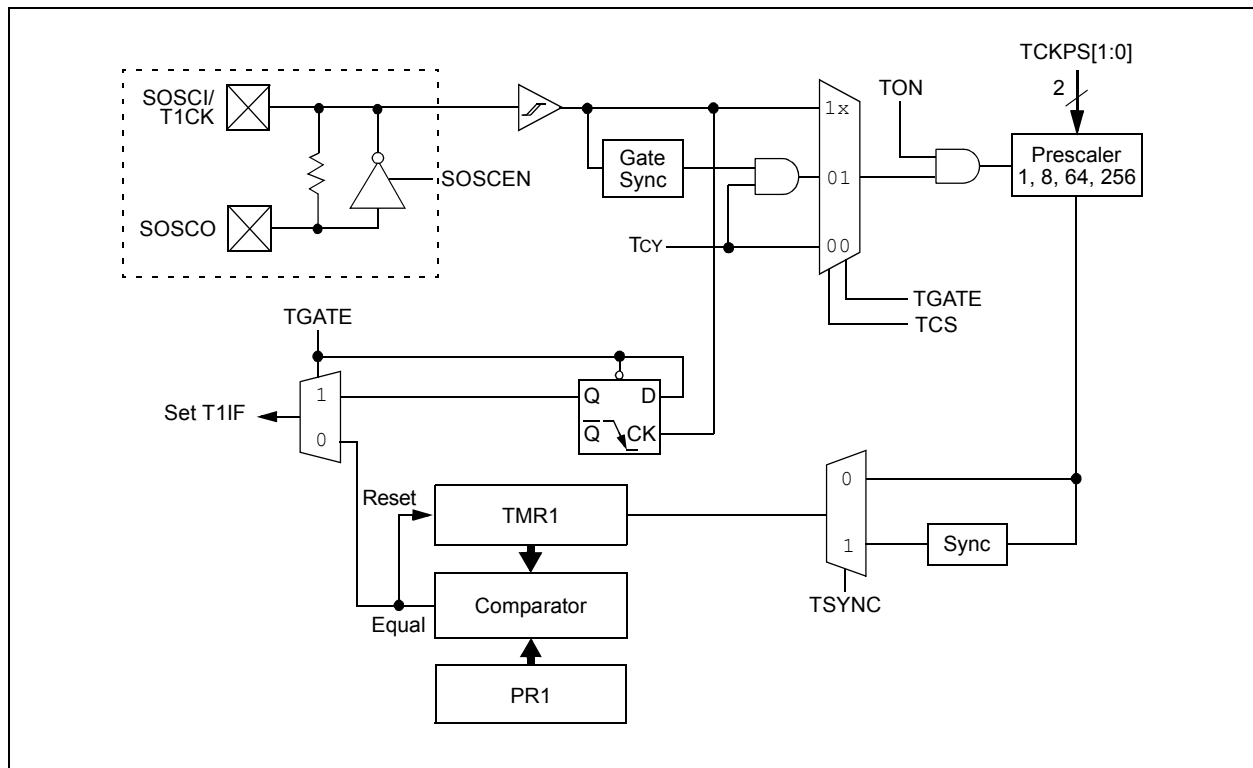 TCKPS[1:0]
2
SOSCI/
T1CK
TON
1x
Gate
Sync
Prescaler
1, 8, 64, 256
SOSCEN
01
SOSCO
TCY
00
TGATE
TCS
TGATE
1
Q
D
Set T1IF
0
Q
CK
0
Reset
TMR1
1
Sync
TSYNC
Comparator
Equal
PR1